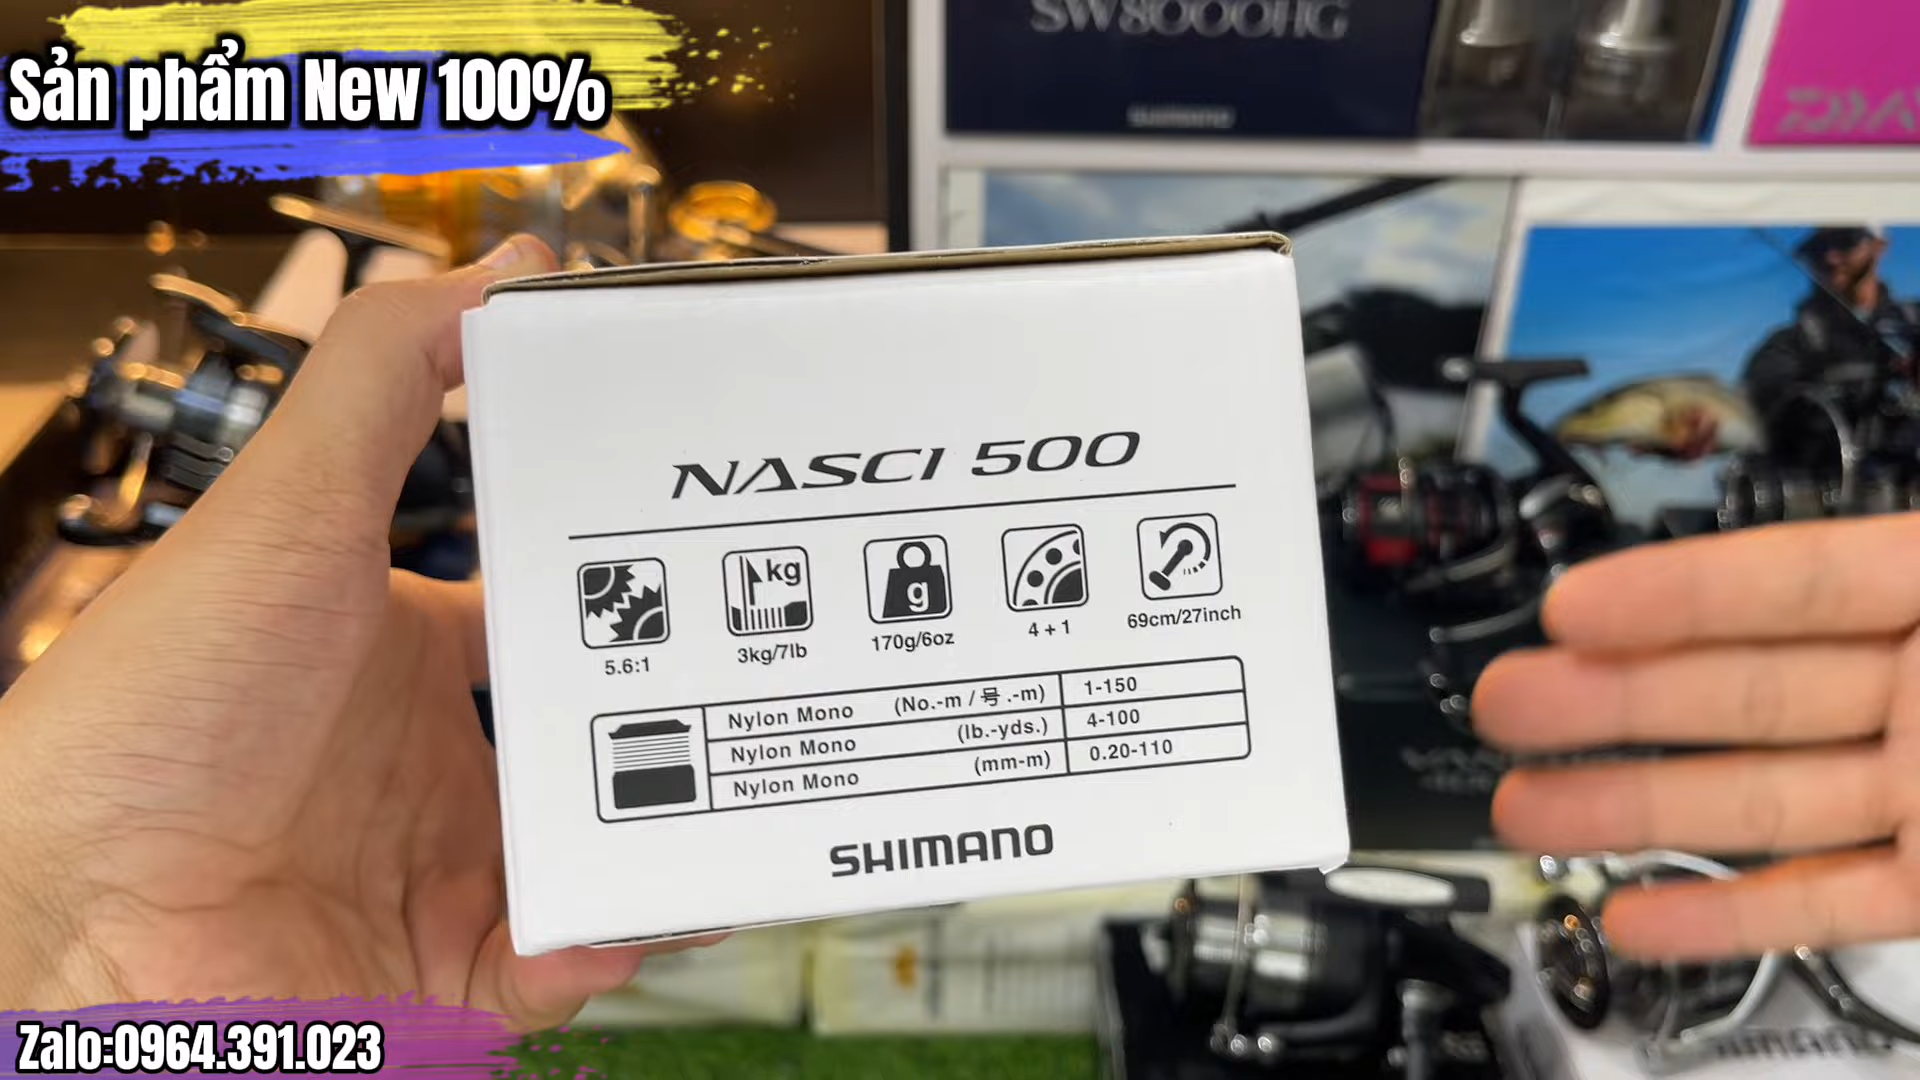 Sản phẩm New 100%
SW8000HG
SHIMANO
NASCI 500
kg
g
5.6:1
3kg/7lb
170g/6oz
4 + 1
69cm/27inch
Nylon Mono (No.-m / 号 .-m) 1-150
Nylon Mono (lb.-yds.) 4-100
Nylon Mono (mm-m) 0.20-110
SHIMANO
SHIMANO
Zalo:0964.391.023